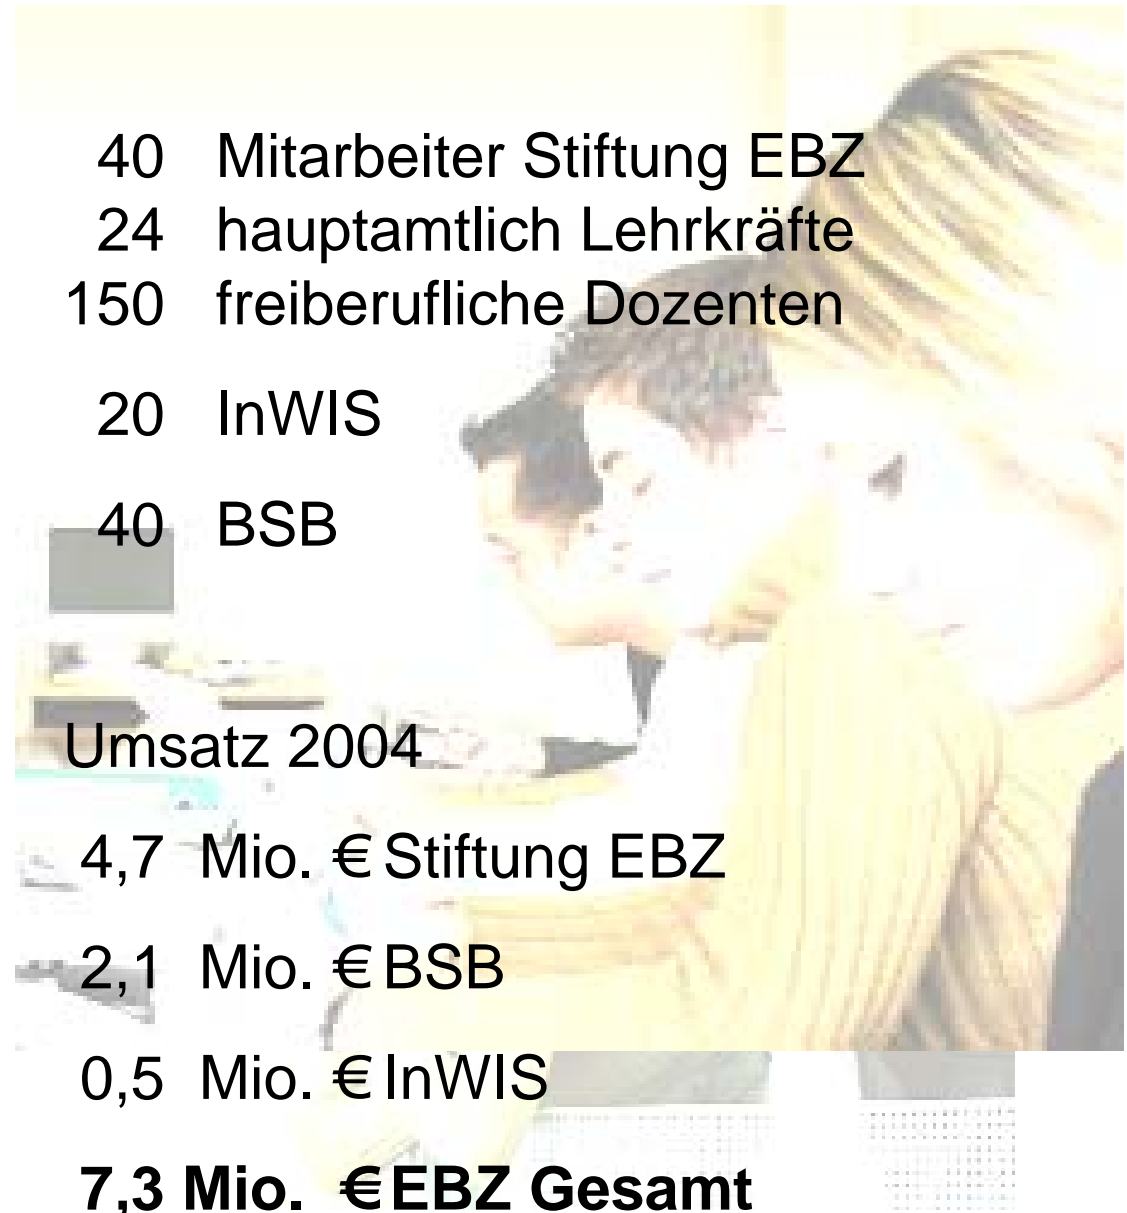 40 Mitarbeiter Stiftung EBZ
24 hauptamtlich Lehrkräfte
150 freiberufliche Dozenten
20 InWIS
40 BSB
Umsatz 2004
4,7 Mio. € Stiftung EBZ
2,1 Mio. € BSB
0,5 Mio. € InWIS
7,3 Mio. € EBZ Gesamt